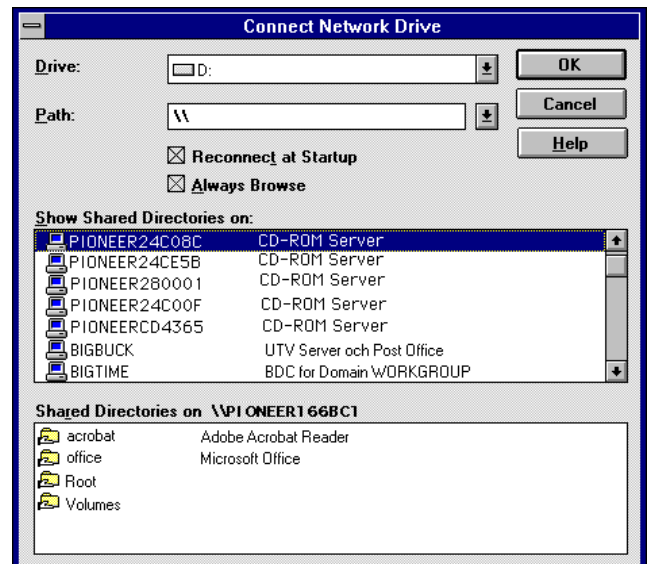 Connect Network Drive
Drive: D: OK
Path: \\ Cancel
Help
Reconnect at Startup
Always Browse
Show Shared Directories on:
PIONEER24C08C CD-ROM Server
PIONEER24CE5B CD-ROM Server
PIONEER280001 CD-ROM Server
PIONEER24C00F CD-ROM Server
PIONEERCD4365 CD-ROM Server
BIGBUCK UTV Server och Post Office
BIGTIME BDC for Domain WORKGROUP
Shared Directories on \\PIONEER166BC1
acrobat Adobe Acrobat Reader
office Microsoft Office
Root
Volumes